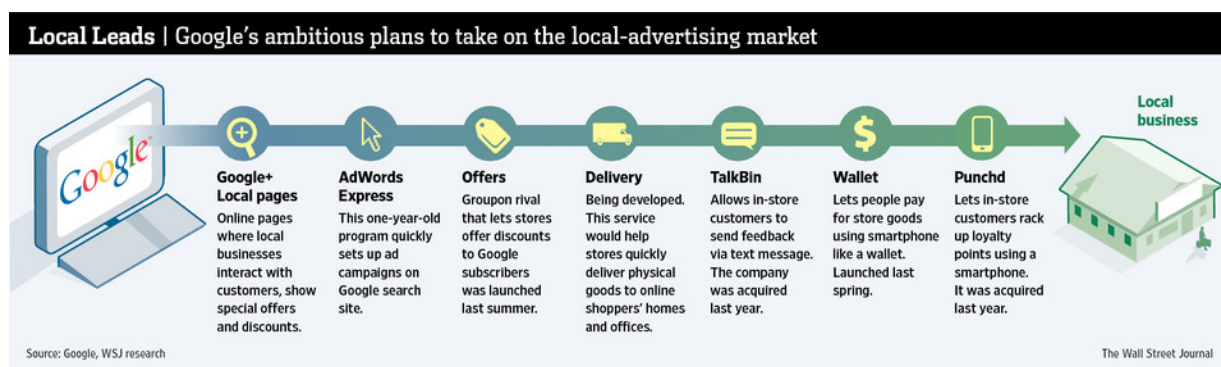 Local Leads | Google's ambitious plans to take on the local-advertising market
Google™
Google+
Local pages
Online pages
where local
businesses
interact with
customers, show
special offers
and discounts.
AdWords
Express
This one-year-old
program quickly
sets up ad
campaigns on
Google search
site.
Offers
Groupon rival
that lets stores
offer discounts
to Google
subscribers
was launched
last summer.
Delivery
Being developed.
This service
would help
stores quickly
deliver physical
goods to online
shoppers' homes
and offices.
TalkBin
Allows in-store
customers to
send feedback
via text message.
The company
was acquired
last year.
$
Wallet
Lets people pay
for store goods
using smartphone
like a wallet.
Launched last
spring.
Punchd
Lets in-store
customers rack
up loyalty
points using a
smartphone.
It was acquired
last year.
Local
business
Source: Google, WSJ research
The Wall Street Journal